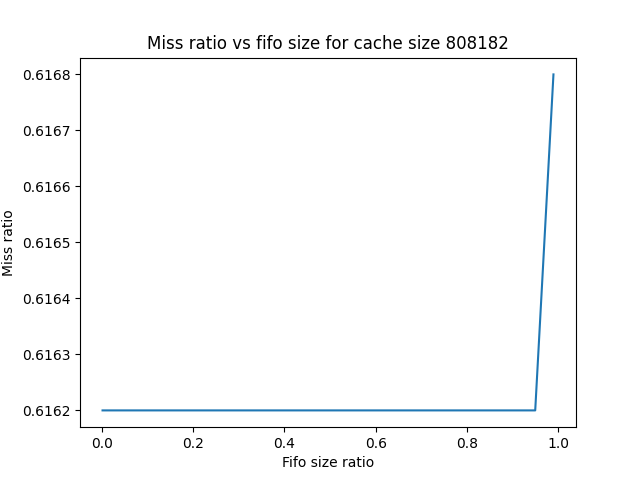 Miss ratio vs fifo size for cache size 808182
0.6168
0.6167
0.6166
0.6165
0.6164
0.6163
0.6162
Miss ratio
0.0 0.2 0.4 0.6 0.8 1.0
Fifo size ratio